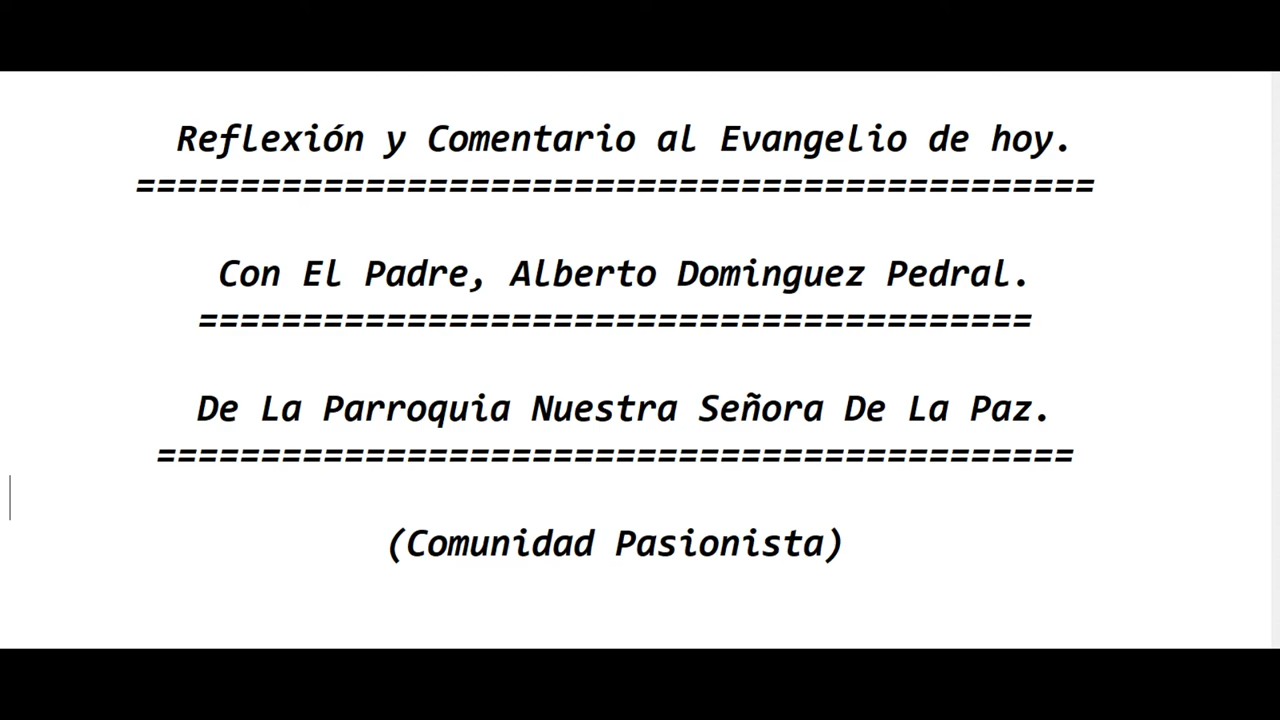 Reflexión y Comentario al Evangelio de hoy.
==============================================
Con El Padre, Alberto Dominguez Pedral.
========================================
De La Parroquia Nuestra Señora De La Paz.
============================================
(Comunidad Pasionista)